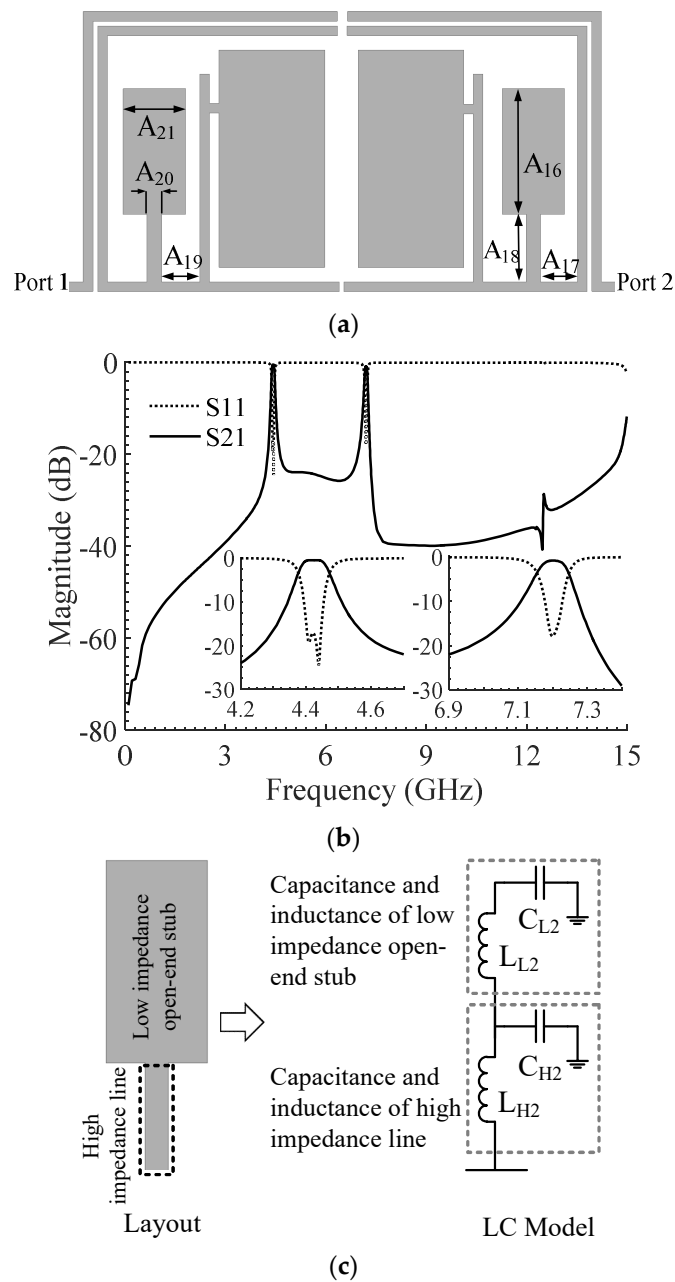 A21
A20
A19
A16
A18
A17
Port 1
Port 2
(a)
0
-20
-40
-60
-80
Magnitude (dB)
S11
S21
0
-10
-20
-30
4.2
4.4
4.6
0
-10
-20
-30
6.9
7.1
7.3
0
3
6
9
12
15
Frequency (GHz)
(b)
Low impedance
open-end stub
High
impedance line
Layout
Capacitance and
inductance of low
impedance open-
end stub
Capacitance and
inductance of high
impedance line
CL2
LL2
CH2
LH2
LC Model
(c)